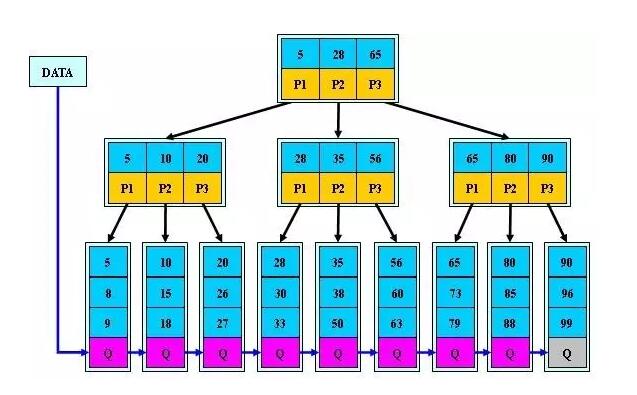 5 28 65
P1 P2 P3
DATA
5 10 20 28 35 56 65 80 90
P1 P2 P3 P1 P2 P3 P1 P2 P3
5 10 20 28 35 56 65 80 90
8 15 26 30 38 60 73 85 96
9 18 27 33 50 63 79 88 99
Q Q Q Q Q Q Q Q Q